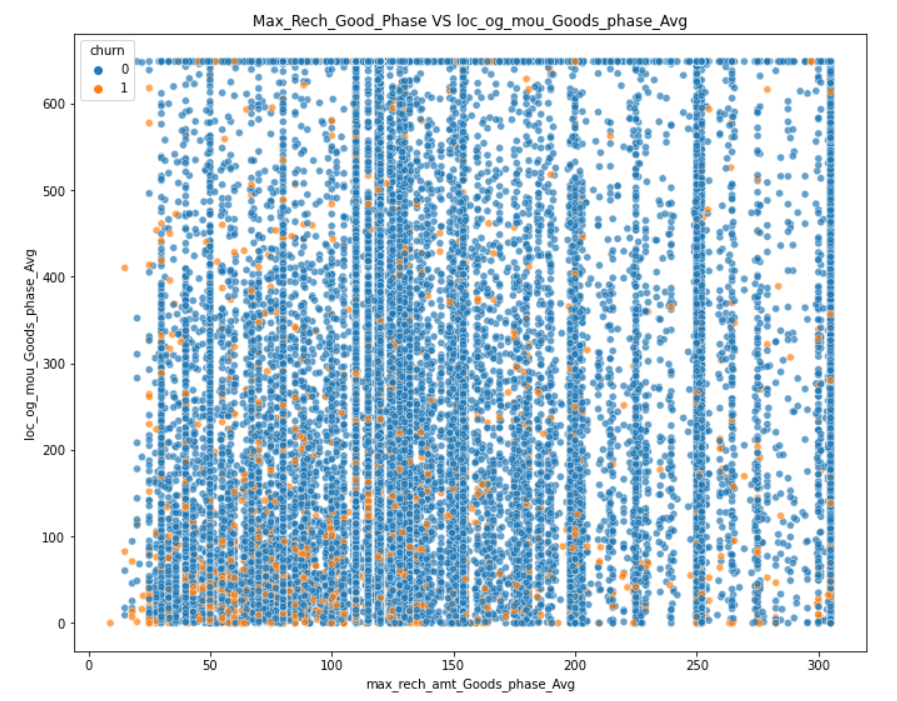 Max_Rech_Good_Phase VS loc_og_mou_Goods_phase_Avg
churn
0
1
600
500
400
300
200
100
0
loc_og_mou_Goods_phase_Avg
0 50 100 150 200 250 300
max_rech_amt_Goods_phase_Avg